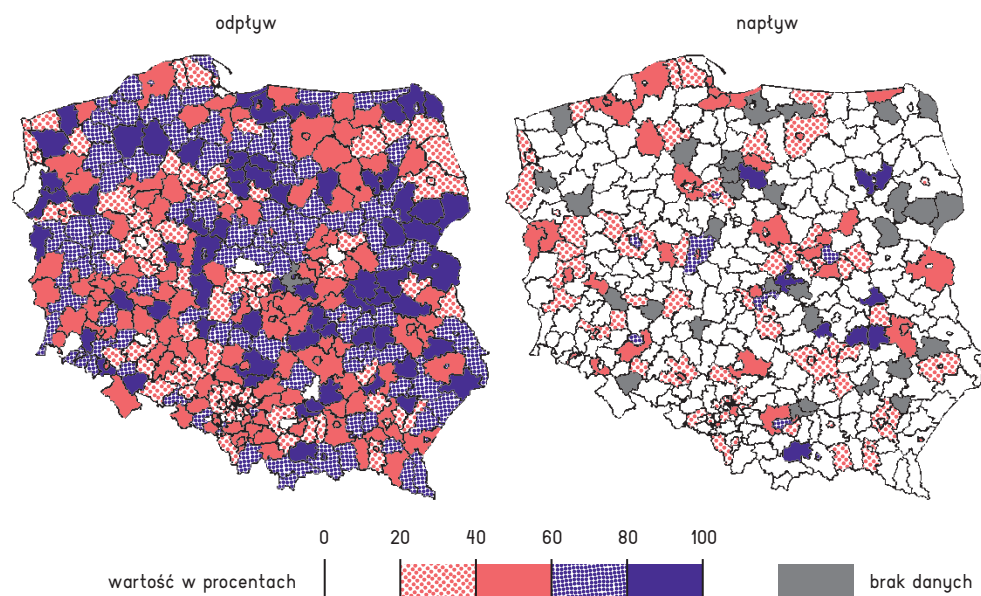 odpływ
napływ
0 20 40 60 80 100
wartość w procentach
brak danych